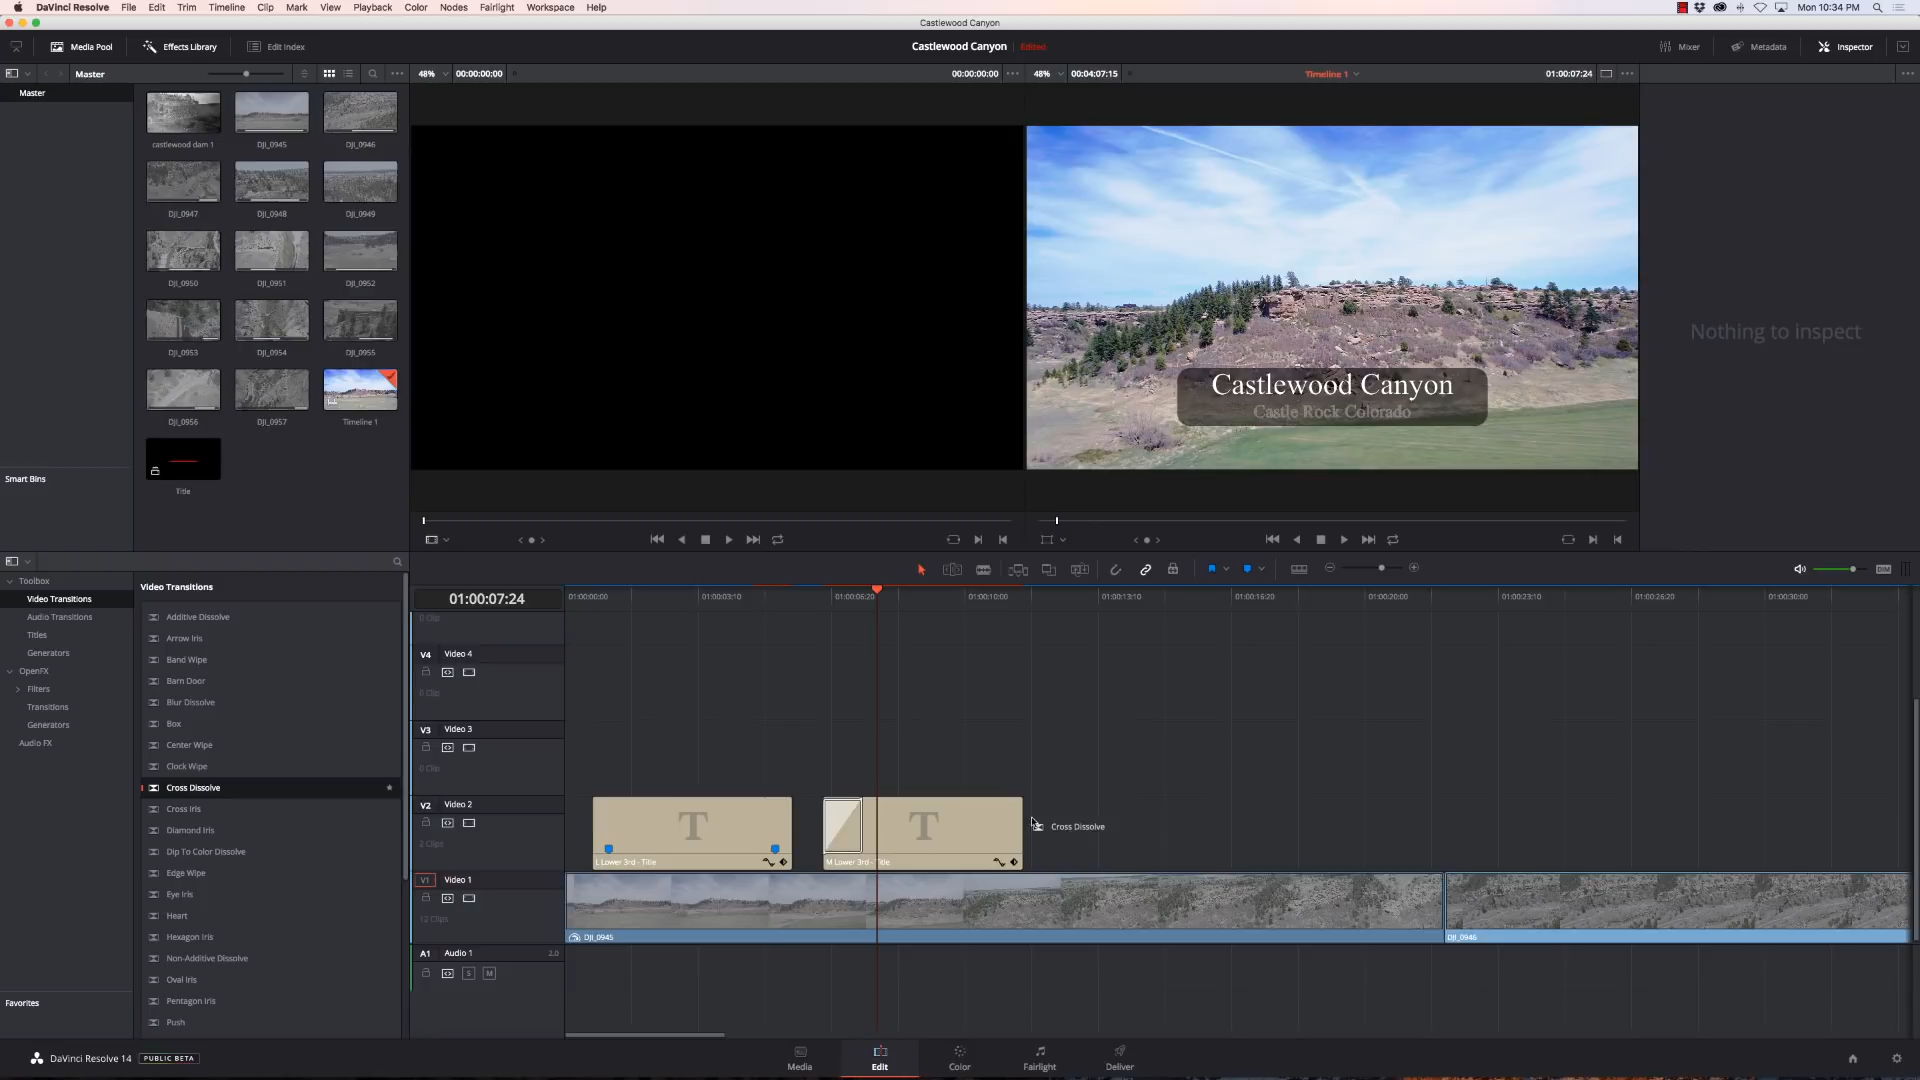 DaVinci Resolve File Edit Trim Timeline Clip Mark View Playback Color Nodes Fairlight Workspace Help Mon 10:34 PM
Castlewood Canyon
Media Pool Effects Library Edit Index Castlewood Canyon Edited Mixer Metadata Inspector
Master 48% 00:00:00:00 00:00:00:00 48% 00:04:07:15 Timeline 1 01:00:07:24
Master
castlewood dam 1 DJI_0945 DJI_0946
DJI_0947 DJI_0948 DJI_0949
DJI_0950 DJI_0951 DJI_0952
DJI_0953 DJI_0954 DJI_0955
DJI_0956 DJI_0957 Timeline 1
Title
Smart Bins
Castlewood Canyon
Castle Rock Colorado
Nothing to inspect
Toolbox
Video Transitions
Audio Transitions
Titles
Generators
OpenFX
Filters
Transitions
Generators
Audio FX
Favorites
Video Transitions
Additive Dissolve
Arrow Iris
Band Wipe
Barn Door
Blur Dissolve
Box
Center Wipe
Clock Wipe
Cross Dissolve
Cross Iris
Diamond Iris
Dip To Color Dissolve
Edge Wipe
Eye Iris
Heart
Hexagon Iris
Non-Additive Dissolve
Oval Iris
Pentagon Iris
Push
DIM
01:00:07:24 01:00:00:00 01:00:03:10 01:00:06:20 01:00:10:00 01:00:13:10 01:00:16:20 01:00:20:00 01:00:23:10 01:00:26:20 01:00:30:00
0 Clip
V4 Video 4
0 Clip
V3 Video 3
0 Clip
V2 Video 2
2 Clips
T T
Cross Dissolve
L Lower 3rd - Title M Lower 3rd - Title
V1 Video 1
12 Clips
DJI_0945 DJI_0946
A1 Audio 1 2.0
S M
DaVinci Resolve 14 PUBLIC BETA
Media Edit Color Fairlight Deliver